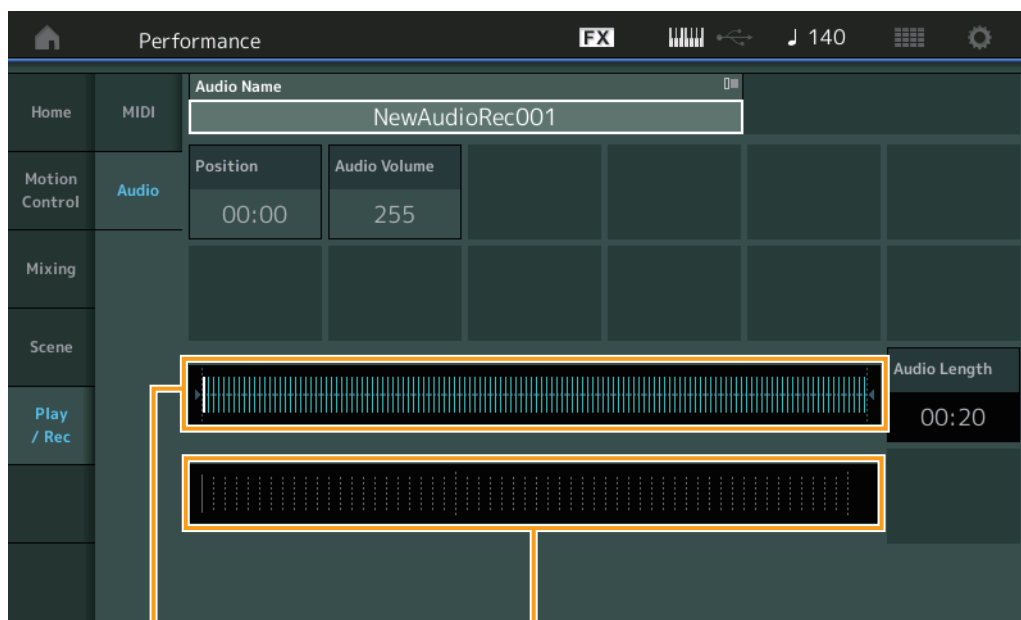 Performance
FX
140
Home
MIDI
Audio Name
NewAudioRec001
Motion
Control
Audio
Position
00:00
Audio Volume
255
Mixing
Scene
Play
/ Rec
Audio Length
00:20